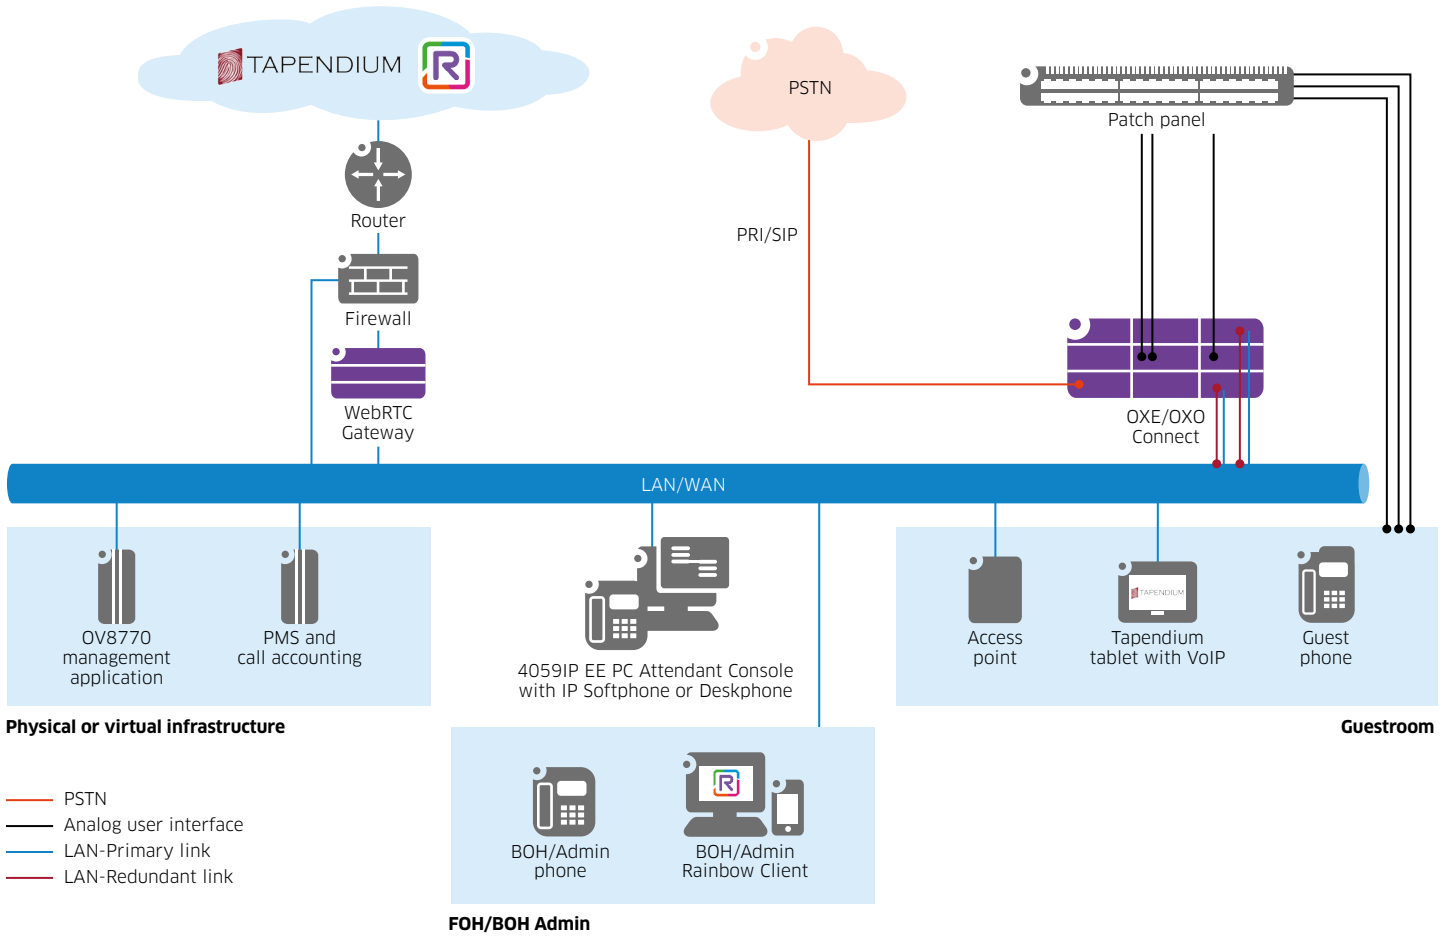 TAPENDIUM
R
PSTN
Patch panel
Router
PRI/SIP
Firewall
WebRTC
Gateway
OXE/OXO
Connect
LAN/WAN
OV8770
management
application
PMS and
call accounting
4059IP EE PC Attendant Console
with IP Softphone or Deskphone
Access
point
TAPENDIUM
Tapendium
tablet with VoIP
Guest
phone
Physical or virtual infrastructure
Guestroom
R
BOH/Admin
phone
BOH/Admin
Rainbow Client
FOH/BOH Admin
PSTN
Analog user interface
LAN-Primary link
LAN-Redundant link